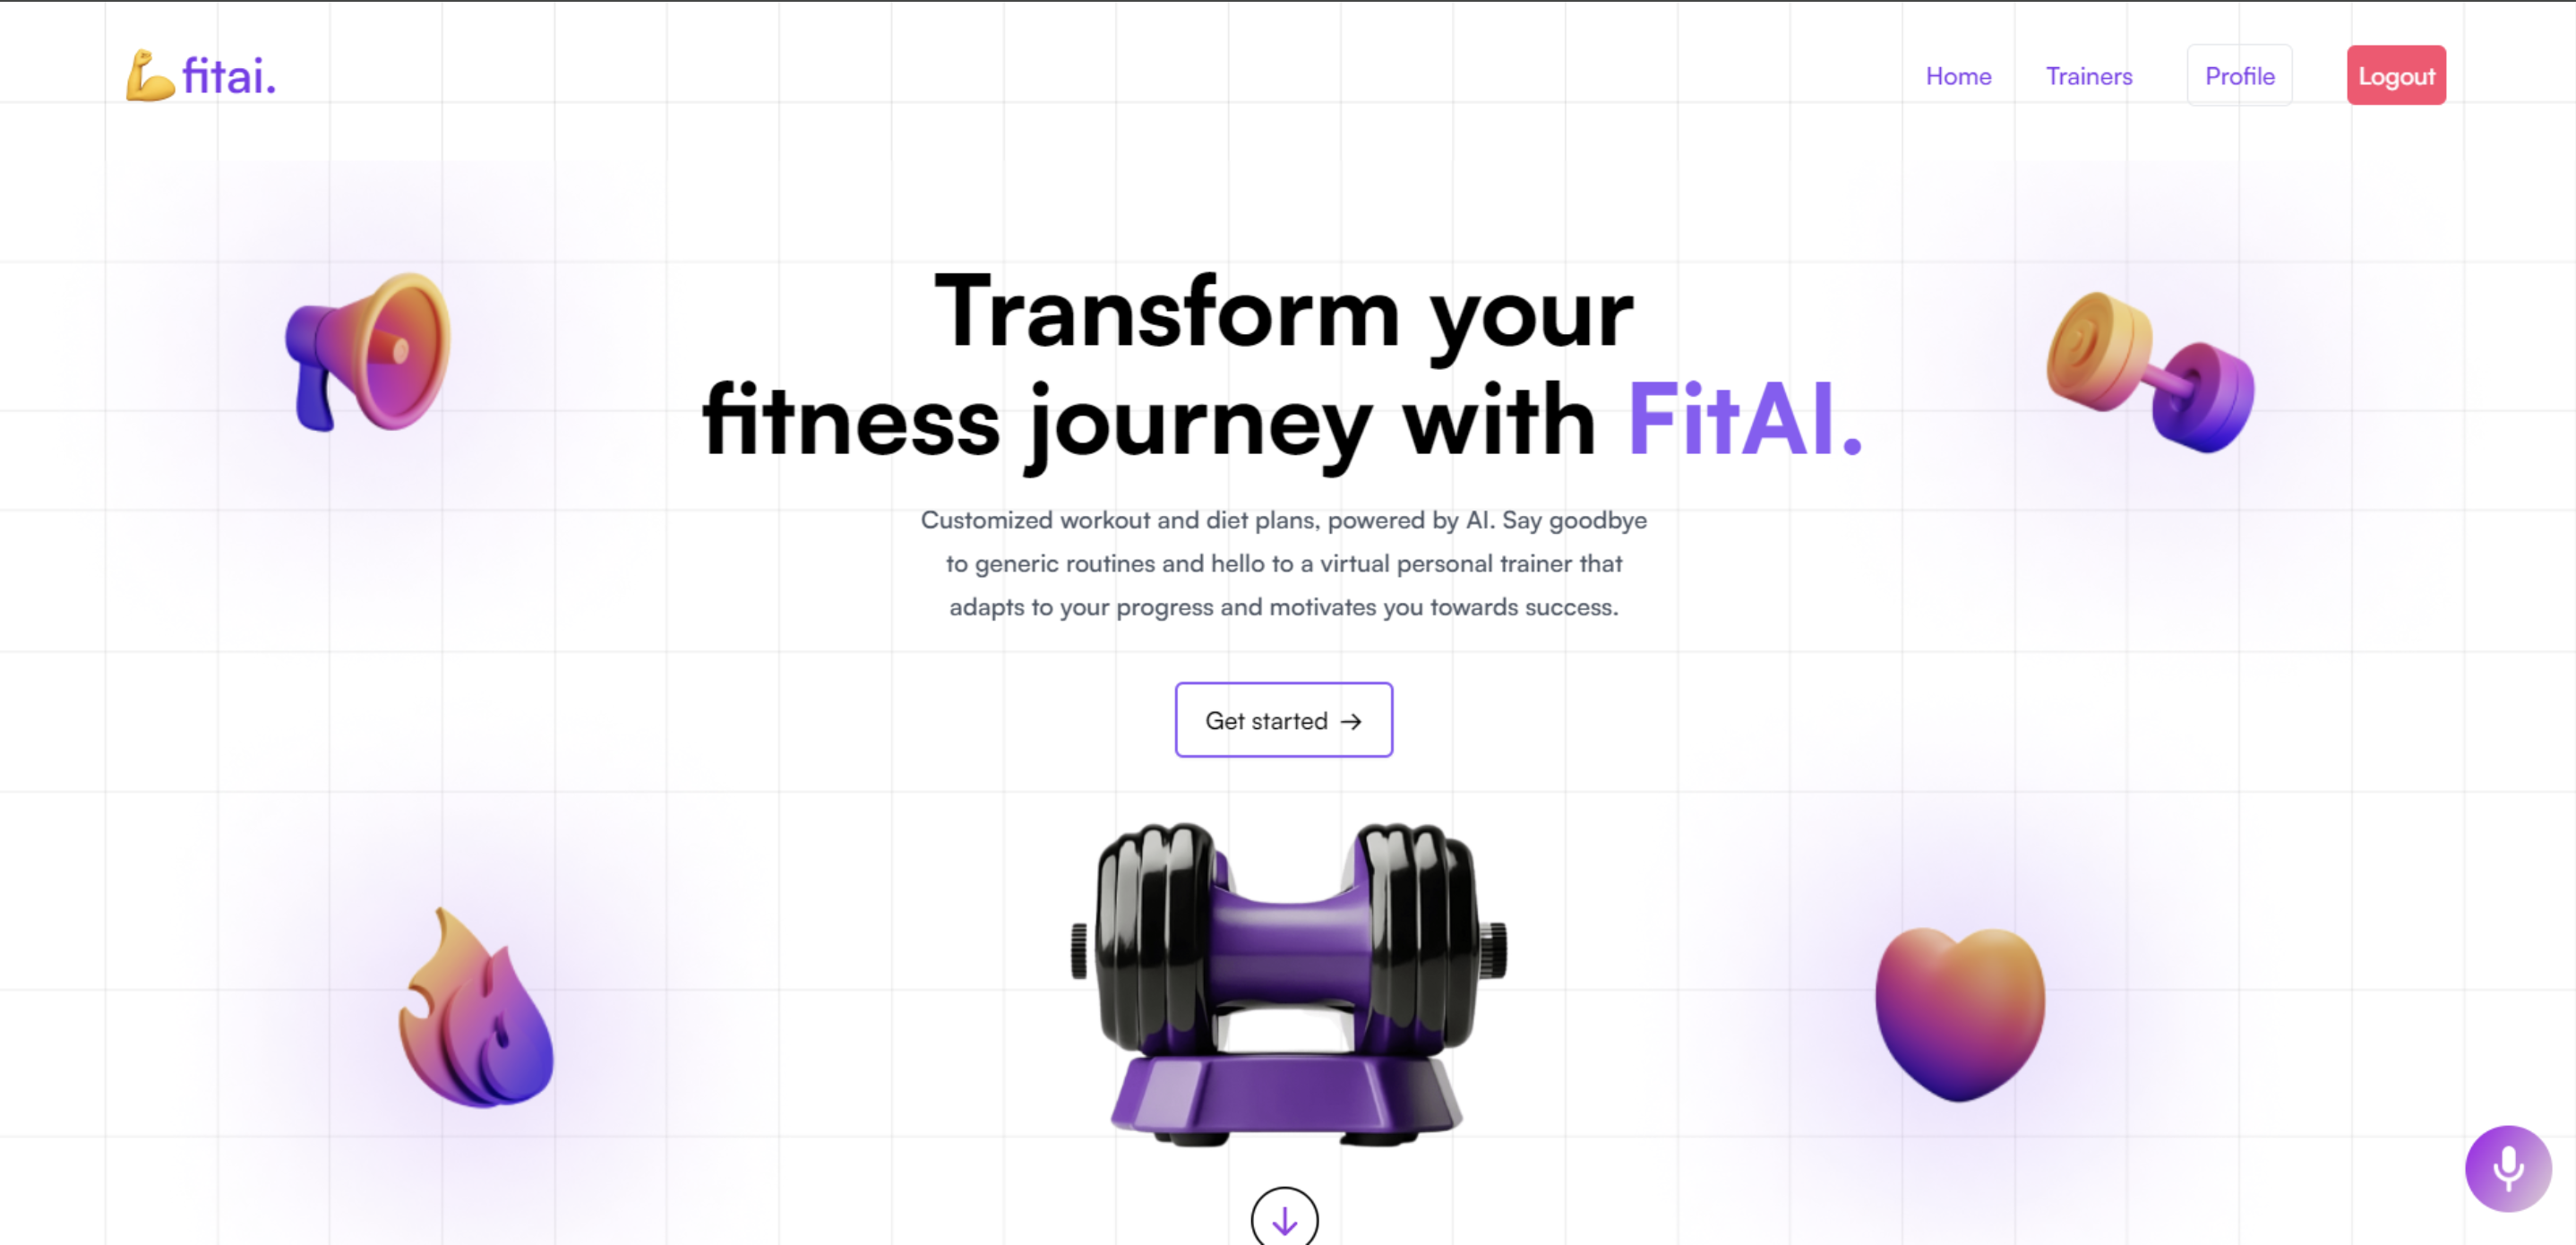 fitai.
Home
Trainers
Profile
Logout
Transform your
fitness journey with FitAI.
Customized workout and diet plans, powered by AI. Say goodbye
to generic routines and hello to a virtual personal trainer that
adapts to your progress and motivates you towards success.
Get started →